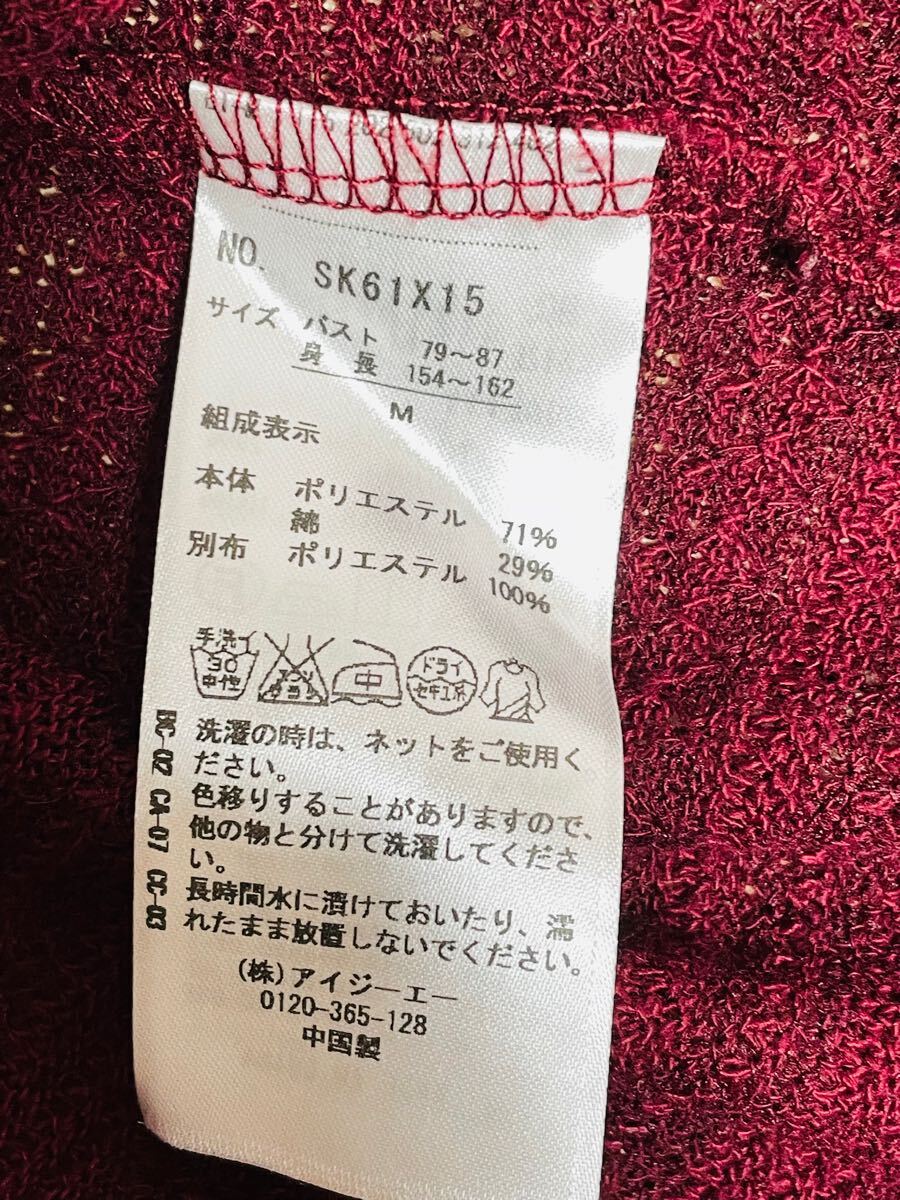 NO. SK61X15
サイズ バスト 79～87
身長 154～162
M
組成表示
本体 ポリエステル 71%
綿 29%
別布 ポリエステル 100%
手洗イ
30
中性
エンソ
サラシ
中
ドライ
セキユ系
洗濯の時は、ネットをご使用く
ださい。
色移りすることがありますので、
他の物と分けて洗濯してくださ
い。
長時間水に漬けておいたり、濡
れたまま放置しないでください。
(株)アイジーエー
0120-365-128
中国製
BC-02 CA-07 CC-03